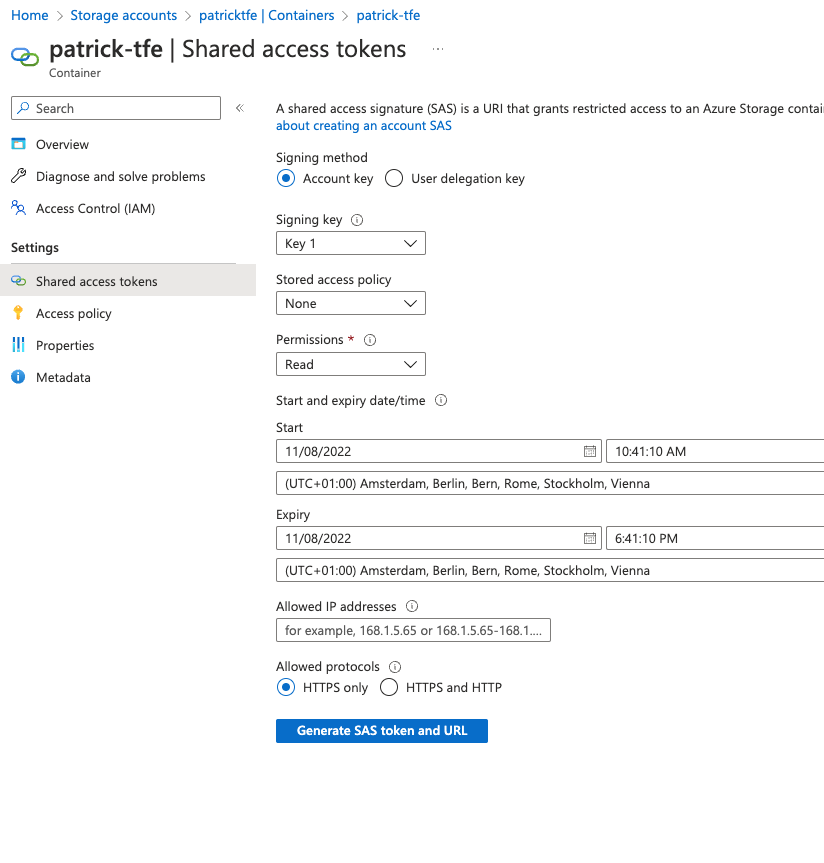 Home > Storage accounts > patricktfe | Containers > patrick-tfe
patrick-tfe | Shared access tokens ...
Container
Search
«
Overview
Diagnose and solve problems
Access Control (IAM)
Settings
Shared access tokens
Access policy
Properties
Metadata
A shared access signature (SAS) is a URI that grants restricted access to an Azure Storage contai
about creating an account SAS
Signing method
Account key User delegation key
Signing key
Key 1
Stored access policy
None
Permissions *
Read
Start and expiry date/time
Start
11/08/2022 10:41:10 AM
(UTC+01:00) Amsterdam, Berlin, Bern, Rome, Stockholm, Vienna
Expiry
11/08/2022 6:41:10 PM
(UTC+01:00) Amsterdam, Berlin, Bern, Rome, Stockholm, Vienna
Allowed IP addresses
for example, 168.1.5.65 or 168.1.5.65-168.1....
Allowed protocols
HTTPS only HTTPS and HTTP
Generate SAS token and URL